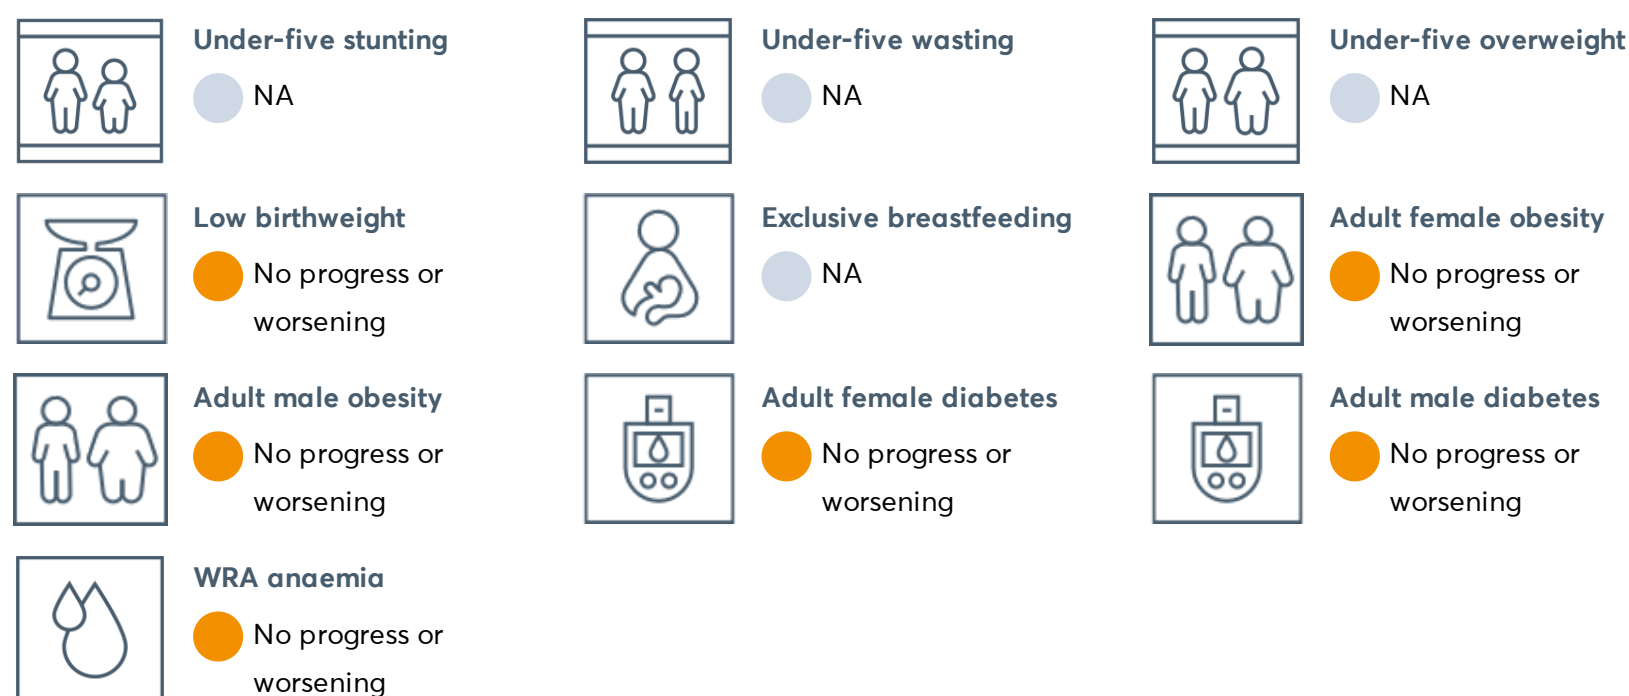 Under-five stunting
NA
Under-five wasting
NA
Under-five overweight
NA
Low birthweight
No progress or
worsening
Exclusive breastfeeding
NA
Adult female obesity
No progress or
worsening
Adult male obesity
No progress or
worsening
Adult female diabetes
No progress or
worsening
Adult male diabetes
No progress or
worsening
WRA anaemia
No progress or
worsening